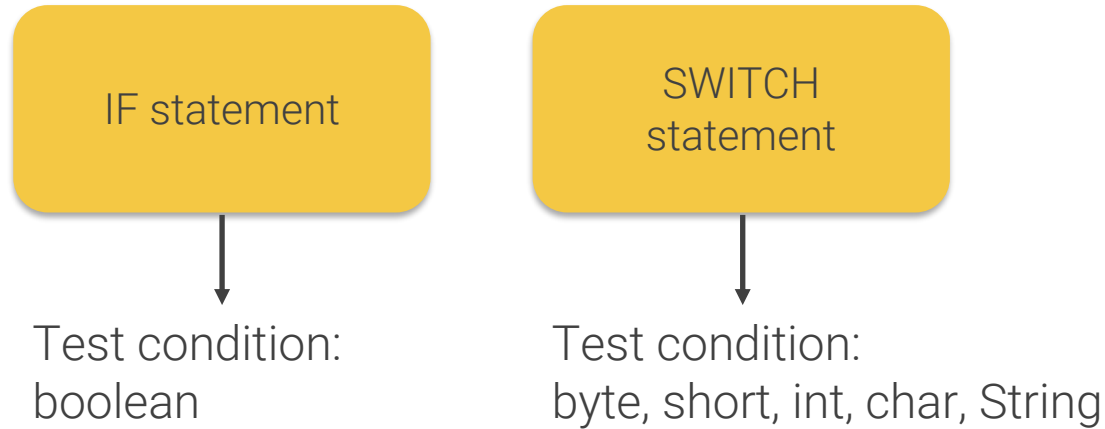 IF statement
SWITCH
statement
Test condition:
boolean
Test condition:
byte, short, int, char, String